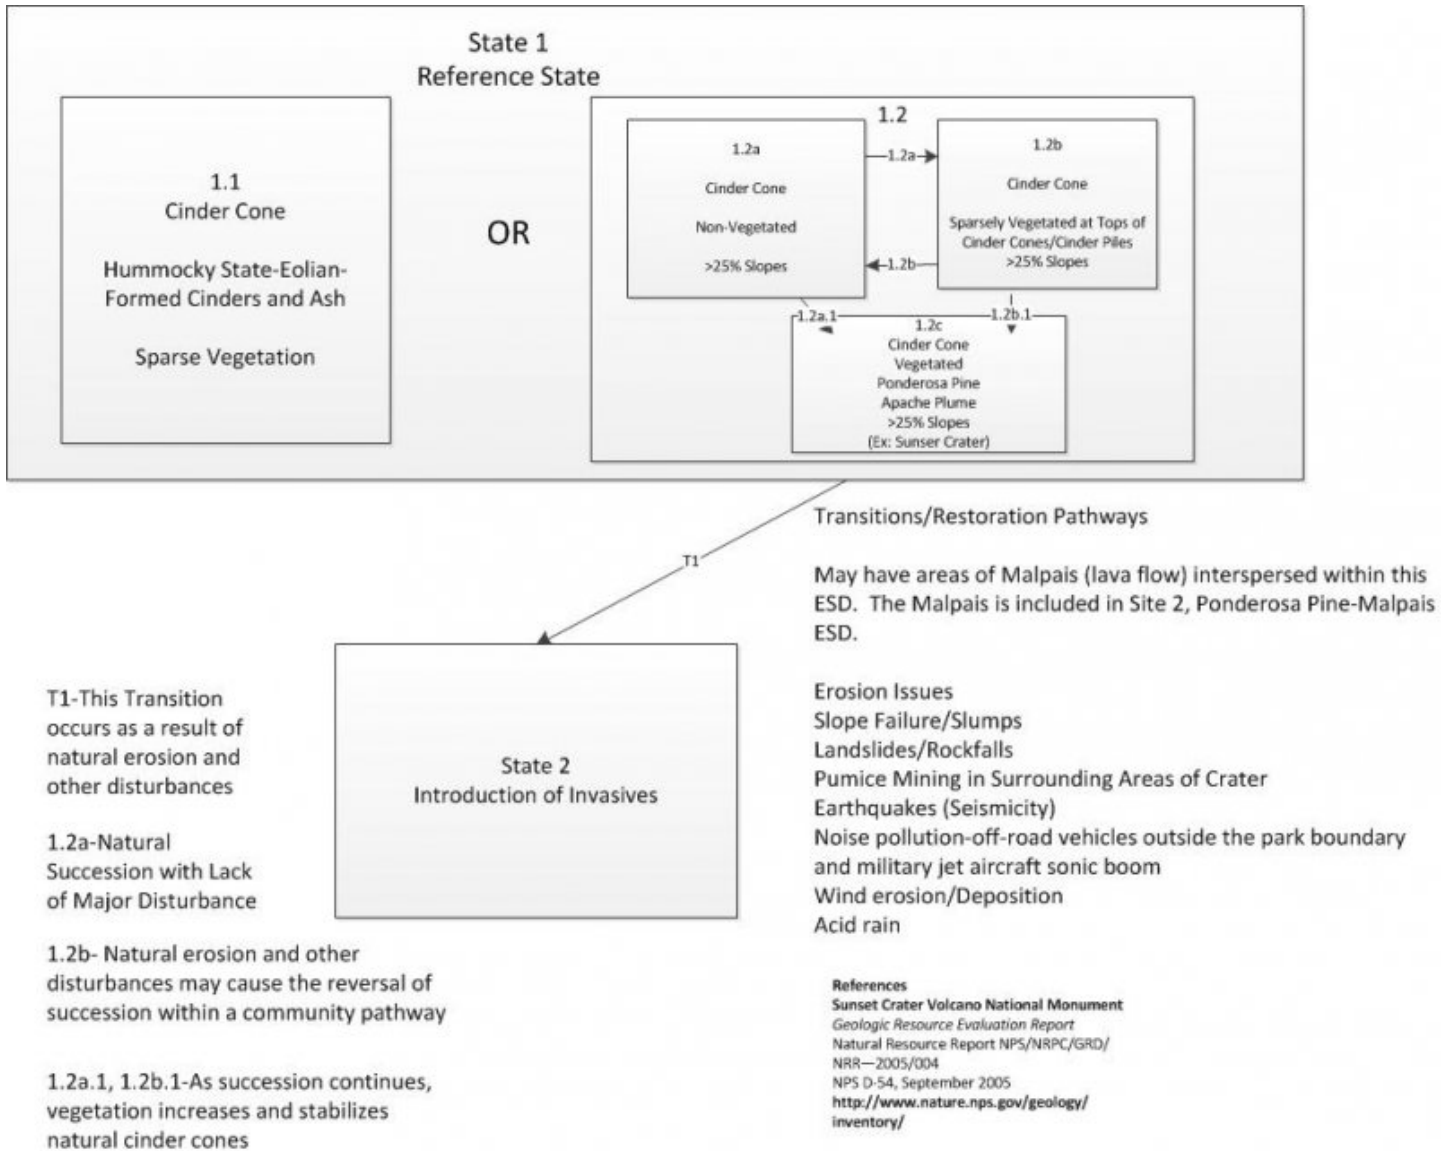 State 1
Reference State
1.1
Cinder Cone
Hummocky State-Eolian-
Formed Cinders and Ash
Sparse Vegetation
OR
1.2
1.2a
Cinder Cone
Non-Vegetated
>25% Slopes
1.2a
1.2b
1.2b
Cinder Cone
Sparsely Vegetated at Tops of
Cinder Cones/Cinder Piles
>25% Slopes
1.2a.1
1.2b.1
1.2c
Cinder Cone
Vegetated
Ponderosa Pine
Apache Plume
>25% Slopes
(Ex: Sunser Crater)
T1
State 2
Introduction of Invasives
T1-This Transition
occurs as a result of
natural erosion and
other disturbances
1.2a-Natural
Succession with Lack
of Major Disturbance
1.2b- Natural erosion and other
disturbances may cause the reversal of
succession within a community pathway
1.2a.1, 1.2b.1-As succession continues,
vegetation increases and stabilizes
natural cinder cones
Transitions/Restoration Pathways
May have areas of Malpais (lava flow) interspersed within this
ESD.  The Malpais is included in Site 2, Ponderosa Pine-Malpais
ESD.
Erosion Issues
Slope Failure/Slumps
Landslides/Rockfalls
Pumice Mining in Surrounding Areas of Crater
Earthquakes (Seismicity)
Noise pollution-off-road vehicles outside the park boundary
and military jet aircraft sonic boom
Wind erosion/Deposition
Acid rain
References
Sunset Crater Volcano National Monument
Geologic Resource Evaluation Report
Natural Resource Report NPS/NRPC/GRD/
NRR—2005/004
NPS D-54, September 2005
http://www.nature.nps.gov/geology/
inventory/